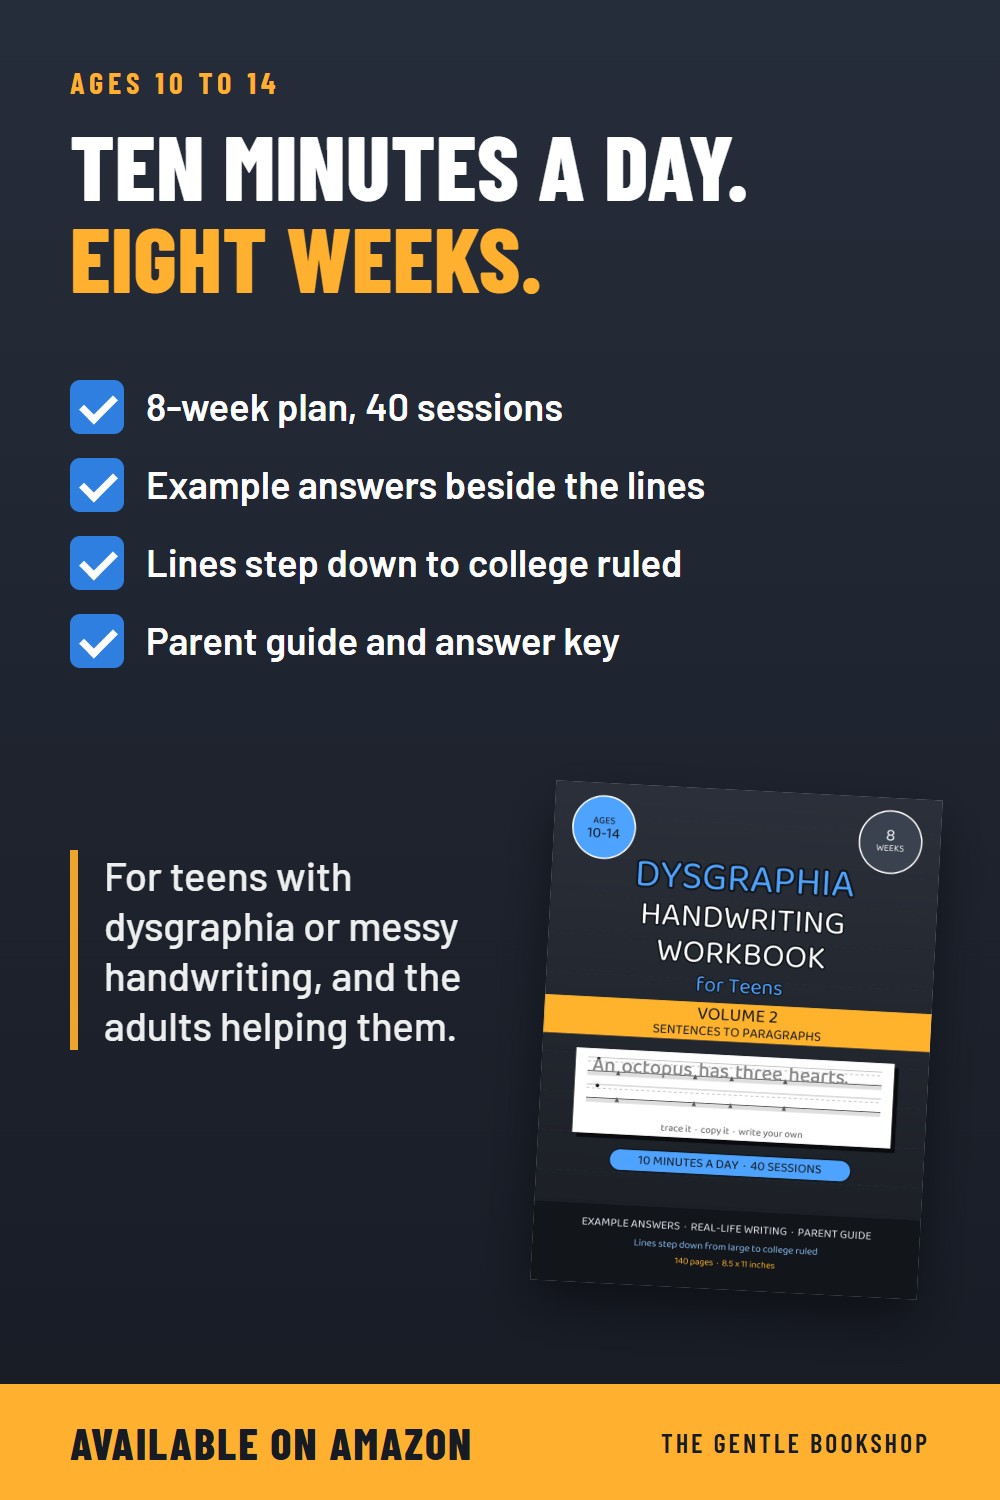 AGES 10 TO 14
TEN MINUTES A DAY.
EIGHT WEEKS.
8-week plan, 40 sessions
Example answers beside the lines
Lines step down to college ruled
Parent guide and answer key
For teens with
dysgraphia or messy
handwriting, and the
adults helping them.
AGES
10-14
8
WEEKS
DYSGRAPHIA
HANDWRITING
WORKBOOK
for Teens
VOLUME 2
SENTENCES TO PARAGRAPHS
An octopus has three hearts.
trace it · copy it · write your own
10 MINUTES A DAY · 40 SESSIONS
EXAMPLE ANSWERS · REAL-LIFE WRITING · PARENT GUIDE
Lines step down from large to college ruled
140 pages · 8.5 x 11 inches
AVAILABLE ON AMAZON
THE GENTLE BOOKSHOP